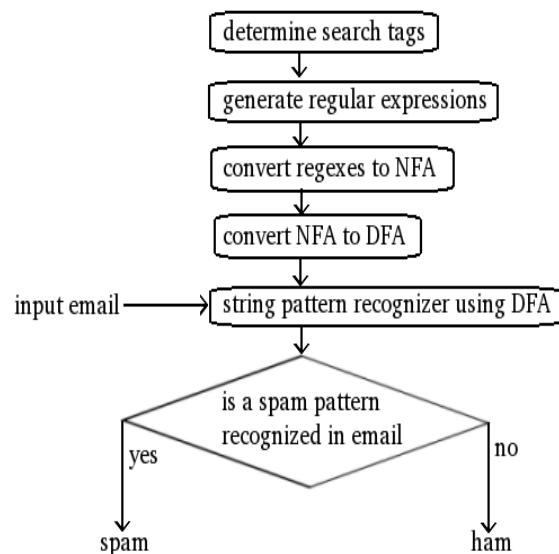 determine search tags
generate regular expressions
convert regexes to NFA
convert NFA to DFA
input email
string pattern recognizer using DFA
is a spam pattern
recognized in email
yes
no
spam
ham